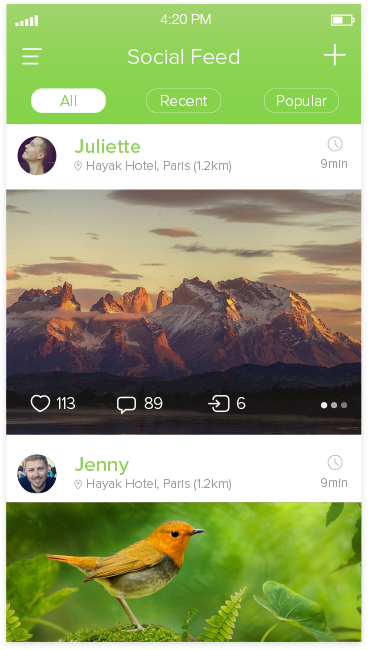 4:20 PM
Social Feed
All Recent Popular
Juliette
Hayak Hotel, Paris (1.2km)
9min
113 89 6
Jenny
Hayak Hotel, Paris (1.2km)
9min